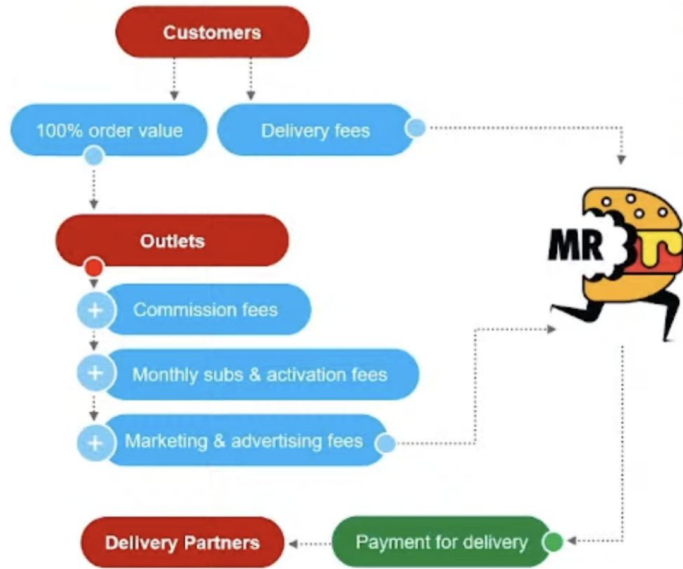 Customers
100% order value
Delivery fees
Outlets
MR
Commission fees
Monthly subs & activation fees
Marketing & advertising fees
Delivery Partners
Payment for delivery